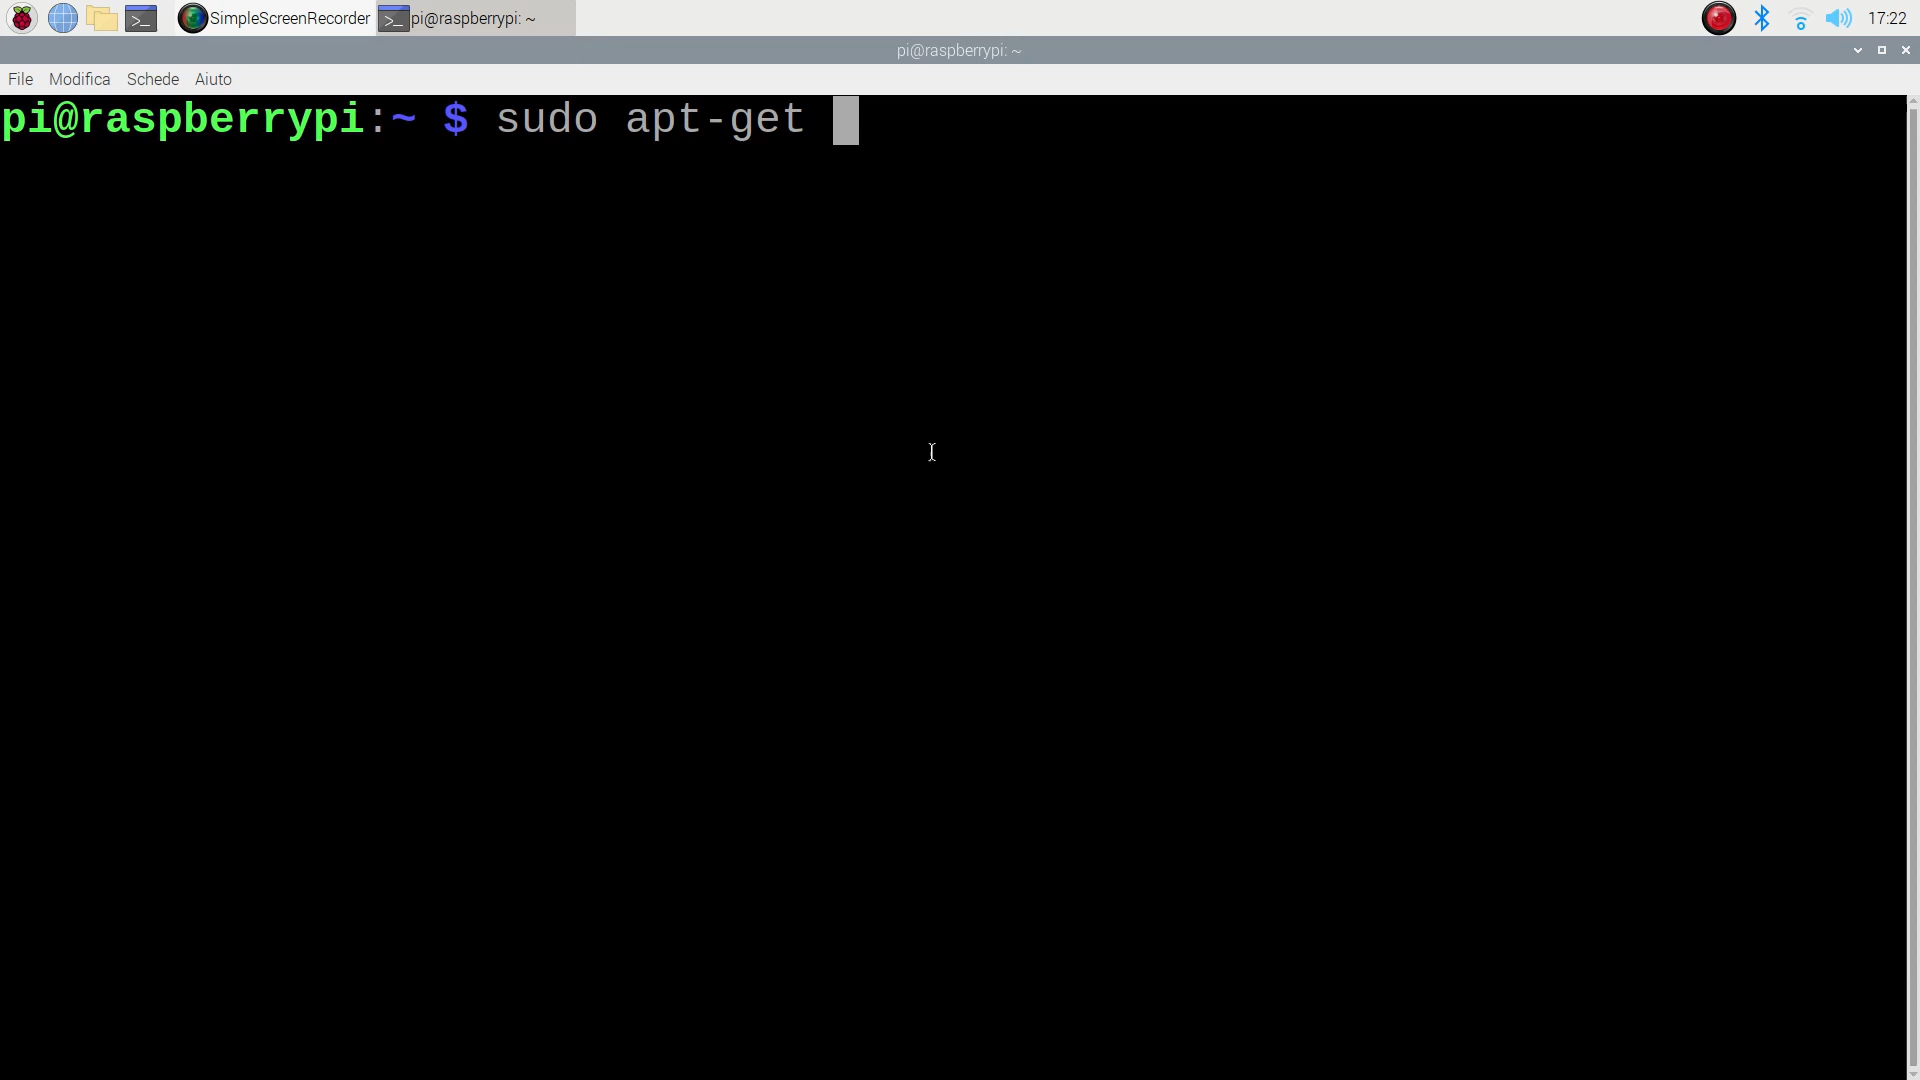 SimpleScreenRecorder pi@raspberrypi: ~ 17:22
pi@raspberrypi: ~
File Modifica Schede Aiuto
pi@raspberrypi:~ $ sudo apt-get